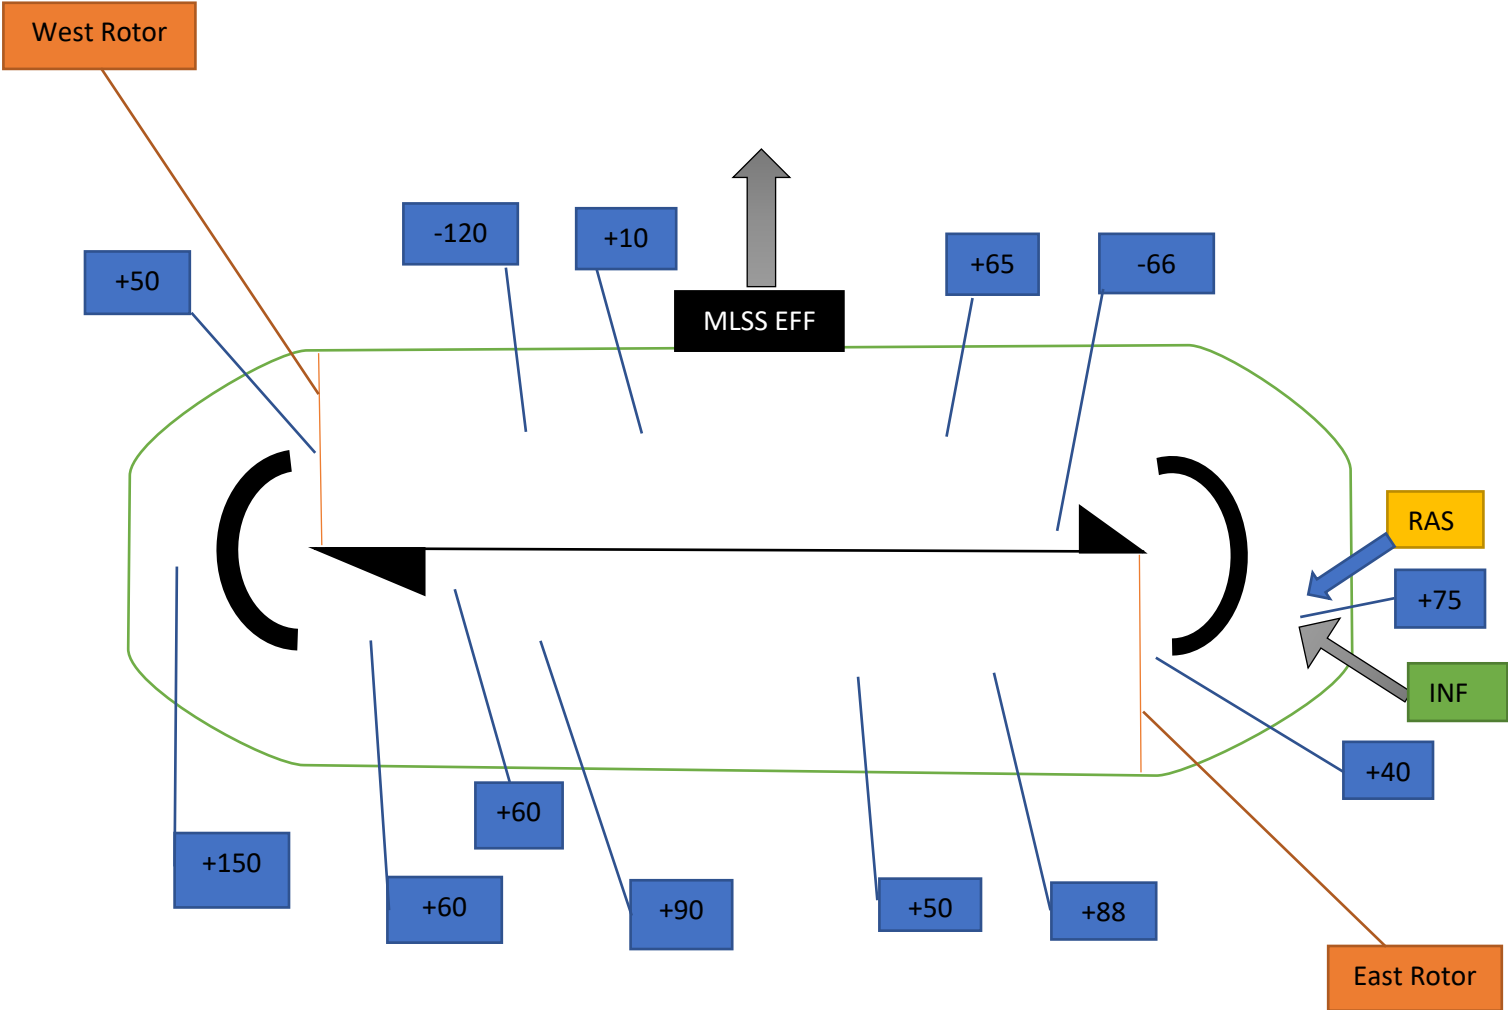 West Rotor
-120
+10
+65
-66
+50
MLSS EFF
RAS
+75
INF
+40
+60
+150
+60
+90
+50
+88
East Rotor